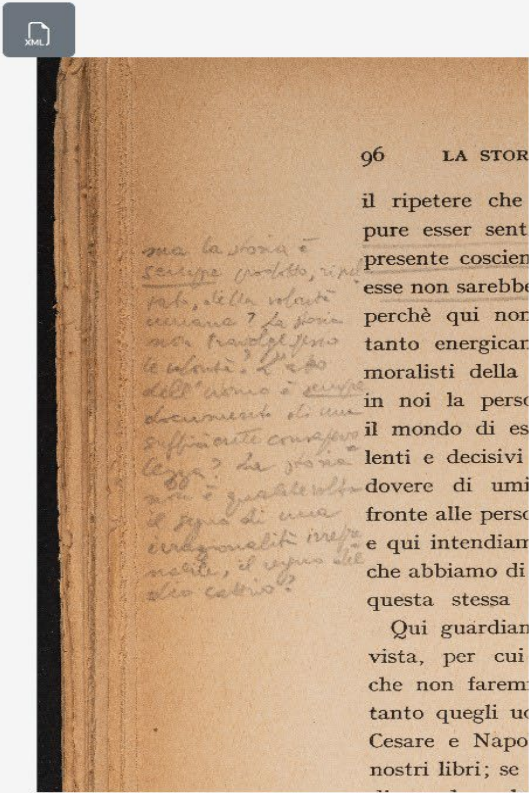 XML
96 LA STOR
il ripetere che
pure esser sent
presente coscien
esse non sarebbe
perchè qui non
tanto energican
moralisti della
in noi la perso
il mondo di es
lenti e decisivi
dovere di umi
fronte alle perso
e qui intendiam
che abbiamo di
questa stessa
Qui guardian
vista, per cui
che non farem
tanto quegli uo
Cesare e Napo
nostri libri; se
ma la storia è
sempre prodotto,
della volontà
umana? La storia
non travolge spesso
le volontà? L'atto
dell'uomo è sempre
documento di una
sufficiente consapevo
lezza? La storia
non è qualche volta
il segno di una
irrazionalità
il segno del
dio cattivo?